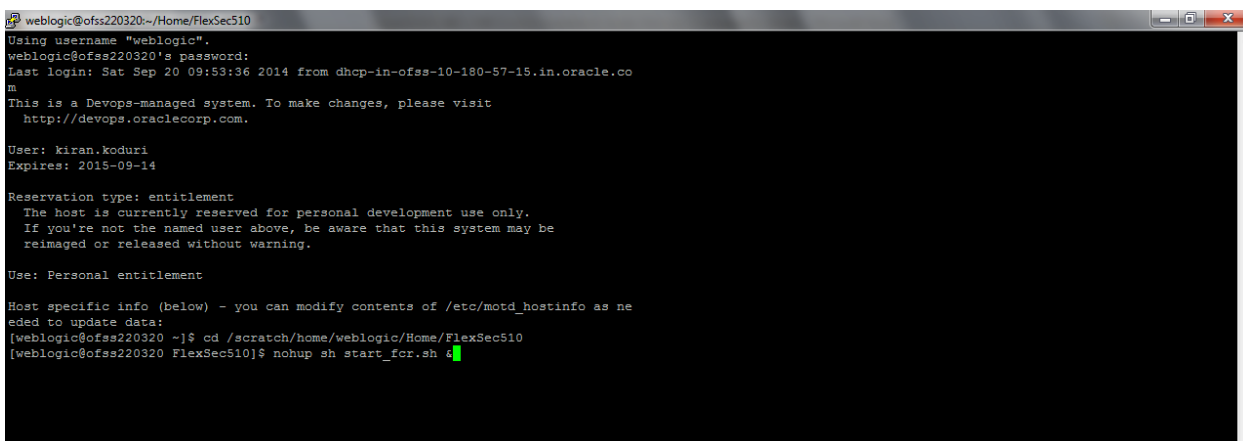 weblogic@ofss220320:~/Home/FlexSec510
Using username "weblogic".
weblogic@ofss220320's password:
Last login: Sat Sep 20 09:53:36 2014 from dhcp-in-ofss-10-180-57-15.in.oracle.co
m
This is a Devops-managed system. To make changes, please visit
  http://devops.oraclecorp.com.
User: kiran.koduri
Expires: 2015-09-14
Reservation type: entitlement
  The host is currently reserved for personal development use only.
  If you're not the named user above, be aware that this system may be
  reimaged or released without warning.
Use: Personal entitlement
Host specific info (below) - you can modify contents of /etc/motd_hostinfo as ne
eded to update data:
[weblogic@ofss220320 ~]$ cd /scratch/home/weblogic/Home/FlexSec510
[weblogic@ofss220320 FlexSec510]$ nohup sh start_fcr.sh &